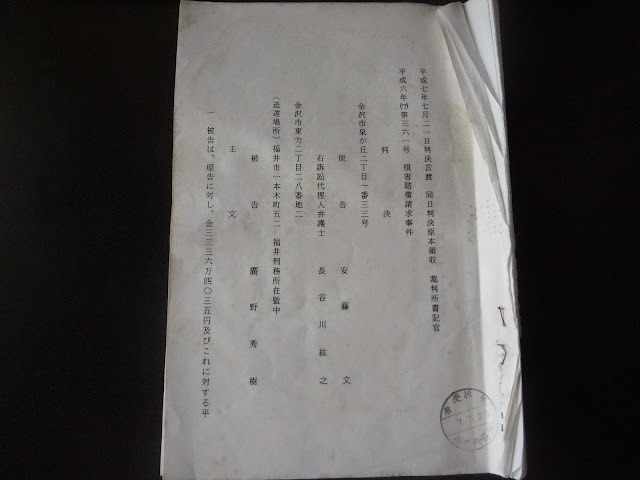 平成七年七月二一日判決言渡 同日判決原本領収 裁判所書記官
平成六年(ワ)第三六一号 損害賠償請求事件
判決
金沢市泉が丘二丁目一番三三号
原告 安藤文
右訴訟代理人弁護士 長谷川紘之
金沢市東力二丁目二八番地二
(送達場所)福井市一本木町五二 福井刑務所在監中
被告 廣野秀樹
主文
一 被告は、原告に対し、金三三三六万四〇三五円及びこれに対する平